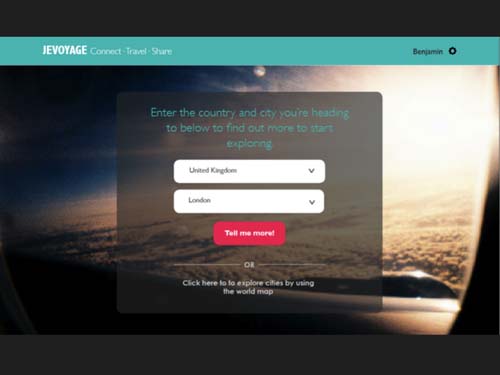 JEVOYAGE Connect · Travel · Share
Benjamin
Enter the country and city you're heading
to below to find out more to start
exploring.
United Kingdom
London
Tell me more!
OR
Click here to to explore cities by using
the world map